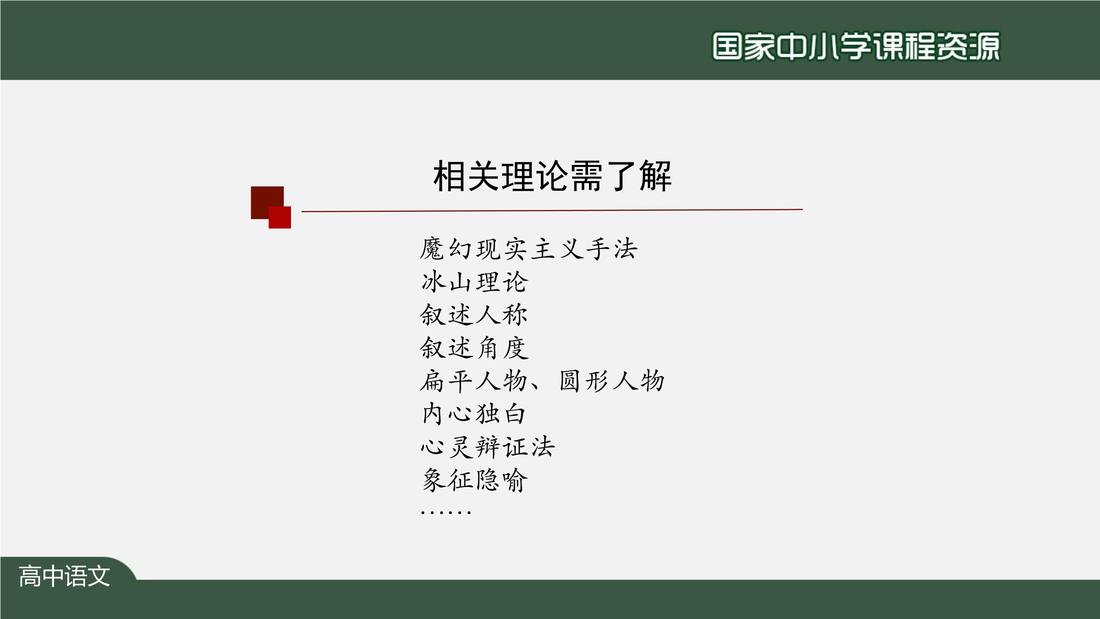 国家中小学课程资源
相关理论需了解
魔幻现实主义手法
冰山理论
叙述人称
叙述角度
扁平人物、圆形人物
内心独白
心灵辩证法
象征隐喻
……
高中语文